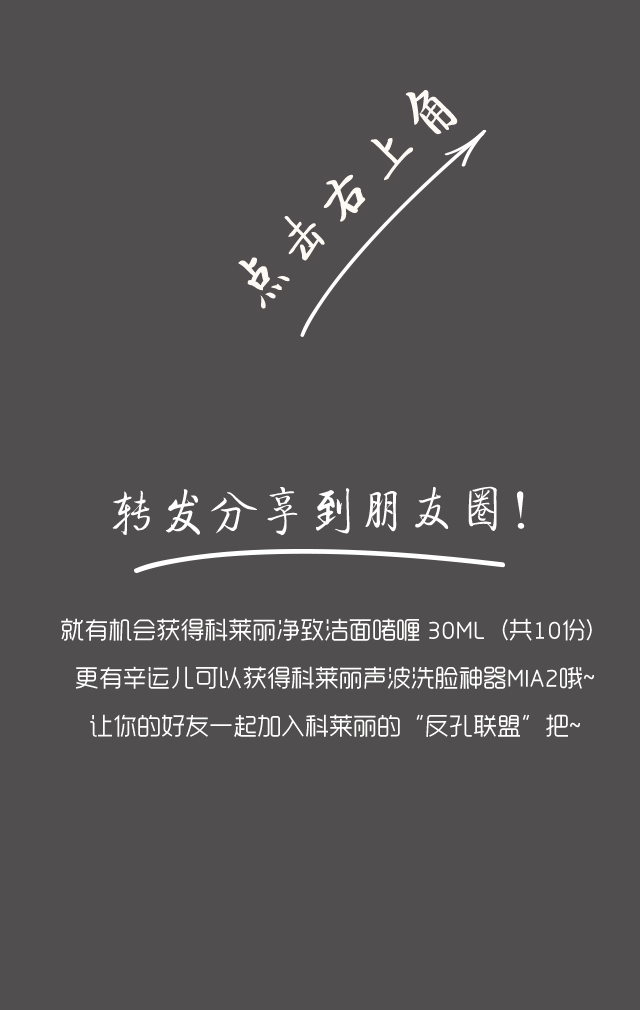 点击右上角
转发分享到朋友圈!
就有机会获得科莱丽净致洁面啫喱 30ML (共10份)
更有辛运儿可以获得科莱丽声波洗脸神器MIA2哦~
让你的好友一起加入科莱丽的“反孔联盟”把~